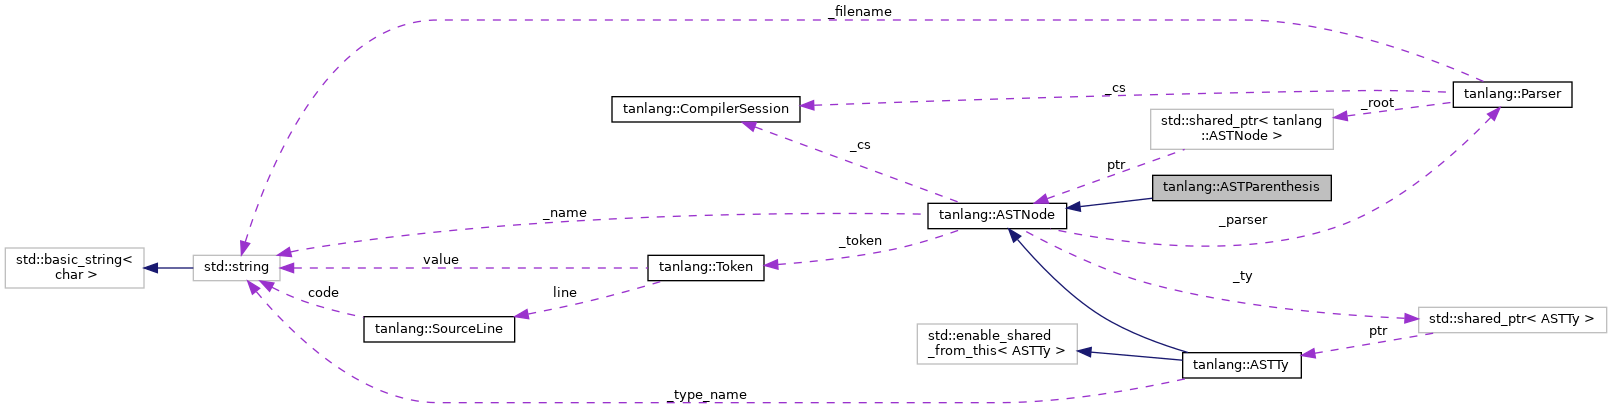 _filename
tanlang::Parser
_cs
tanlang::CompilerSession
_root
std::shared_ptr< tanlang
::ASTNode >
_cs
ptr
tanlang::ASTParenthesis
_name
tanlang::ASTNode
_parser
_token
std::basic_string<
char >
std::string
value
tanlang::Token
_ty
code
line
tanlang::SourceLine
std::shared_ptr< ASTTy >
ptr
std::enable_shared
_from_this< ASTTy >
tanlang::ASTTy
_type_name